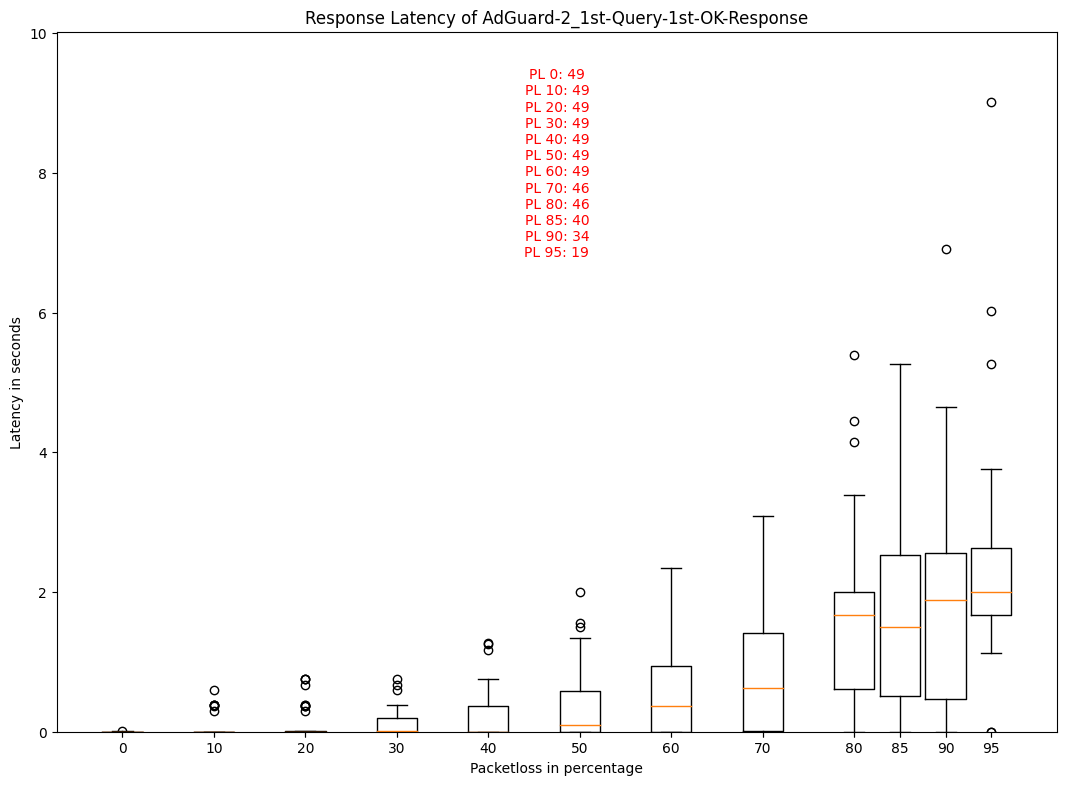 Response Latency of AdGuard-2_1st-Query-1st-OK-Response
10
8
6
4
2
0
Latency in seconds
PL 0: 49
PL 10: 49
PL 20: 49
PL 30: 49
PL 40: 49
PL 50: 49
PL 60: 49
PL 70: 46
PL 80: 46
PL 85: 40
PL 90: 34
PL 95: 19
0 10 20 30 40 50 60 70 80 85 90 95
Packetloss in percentage